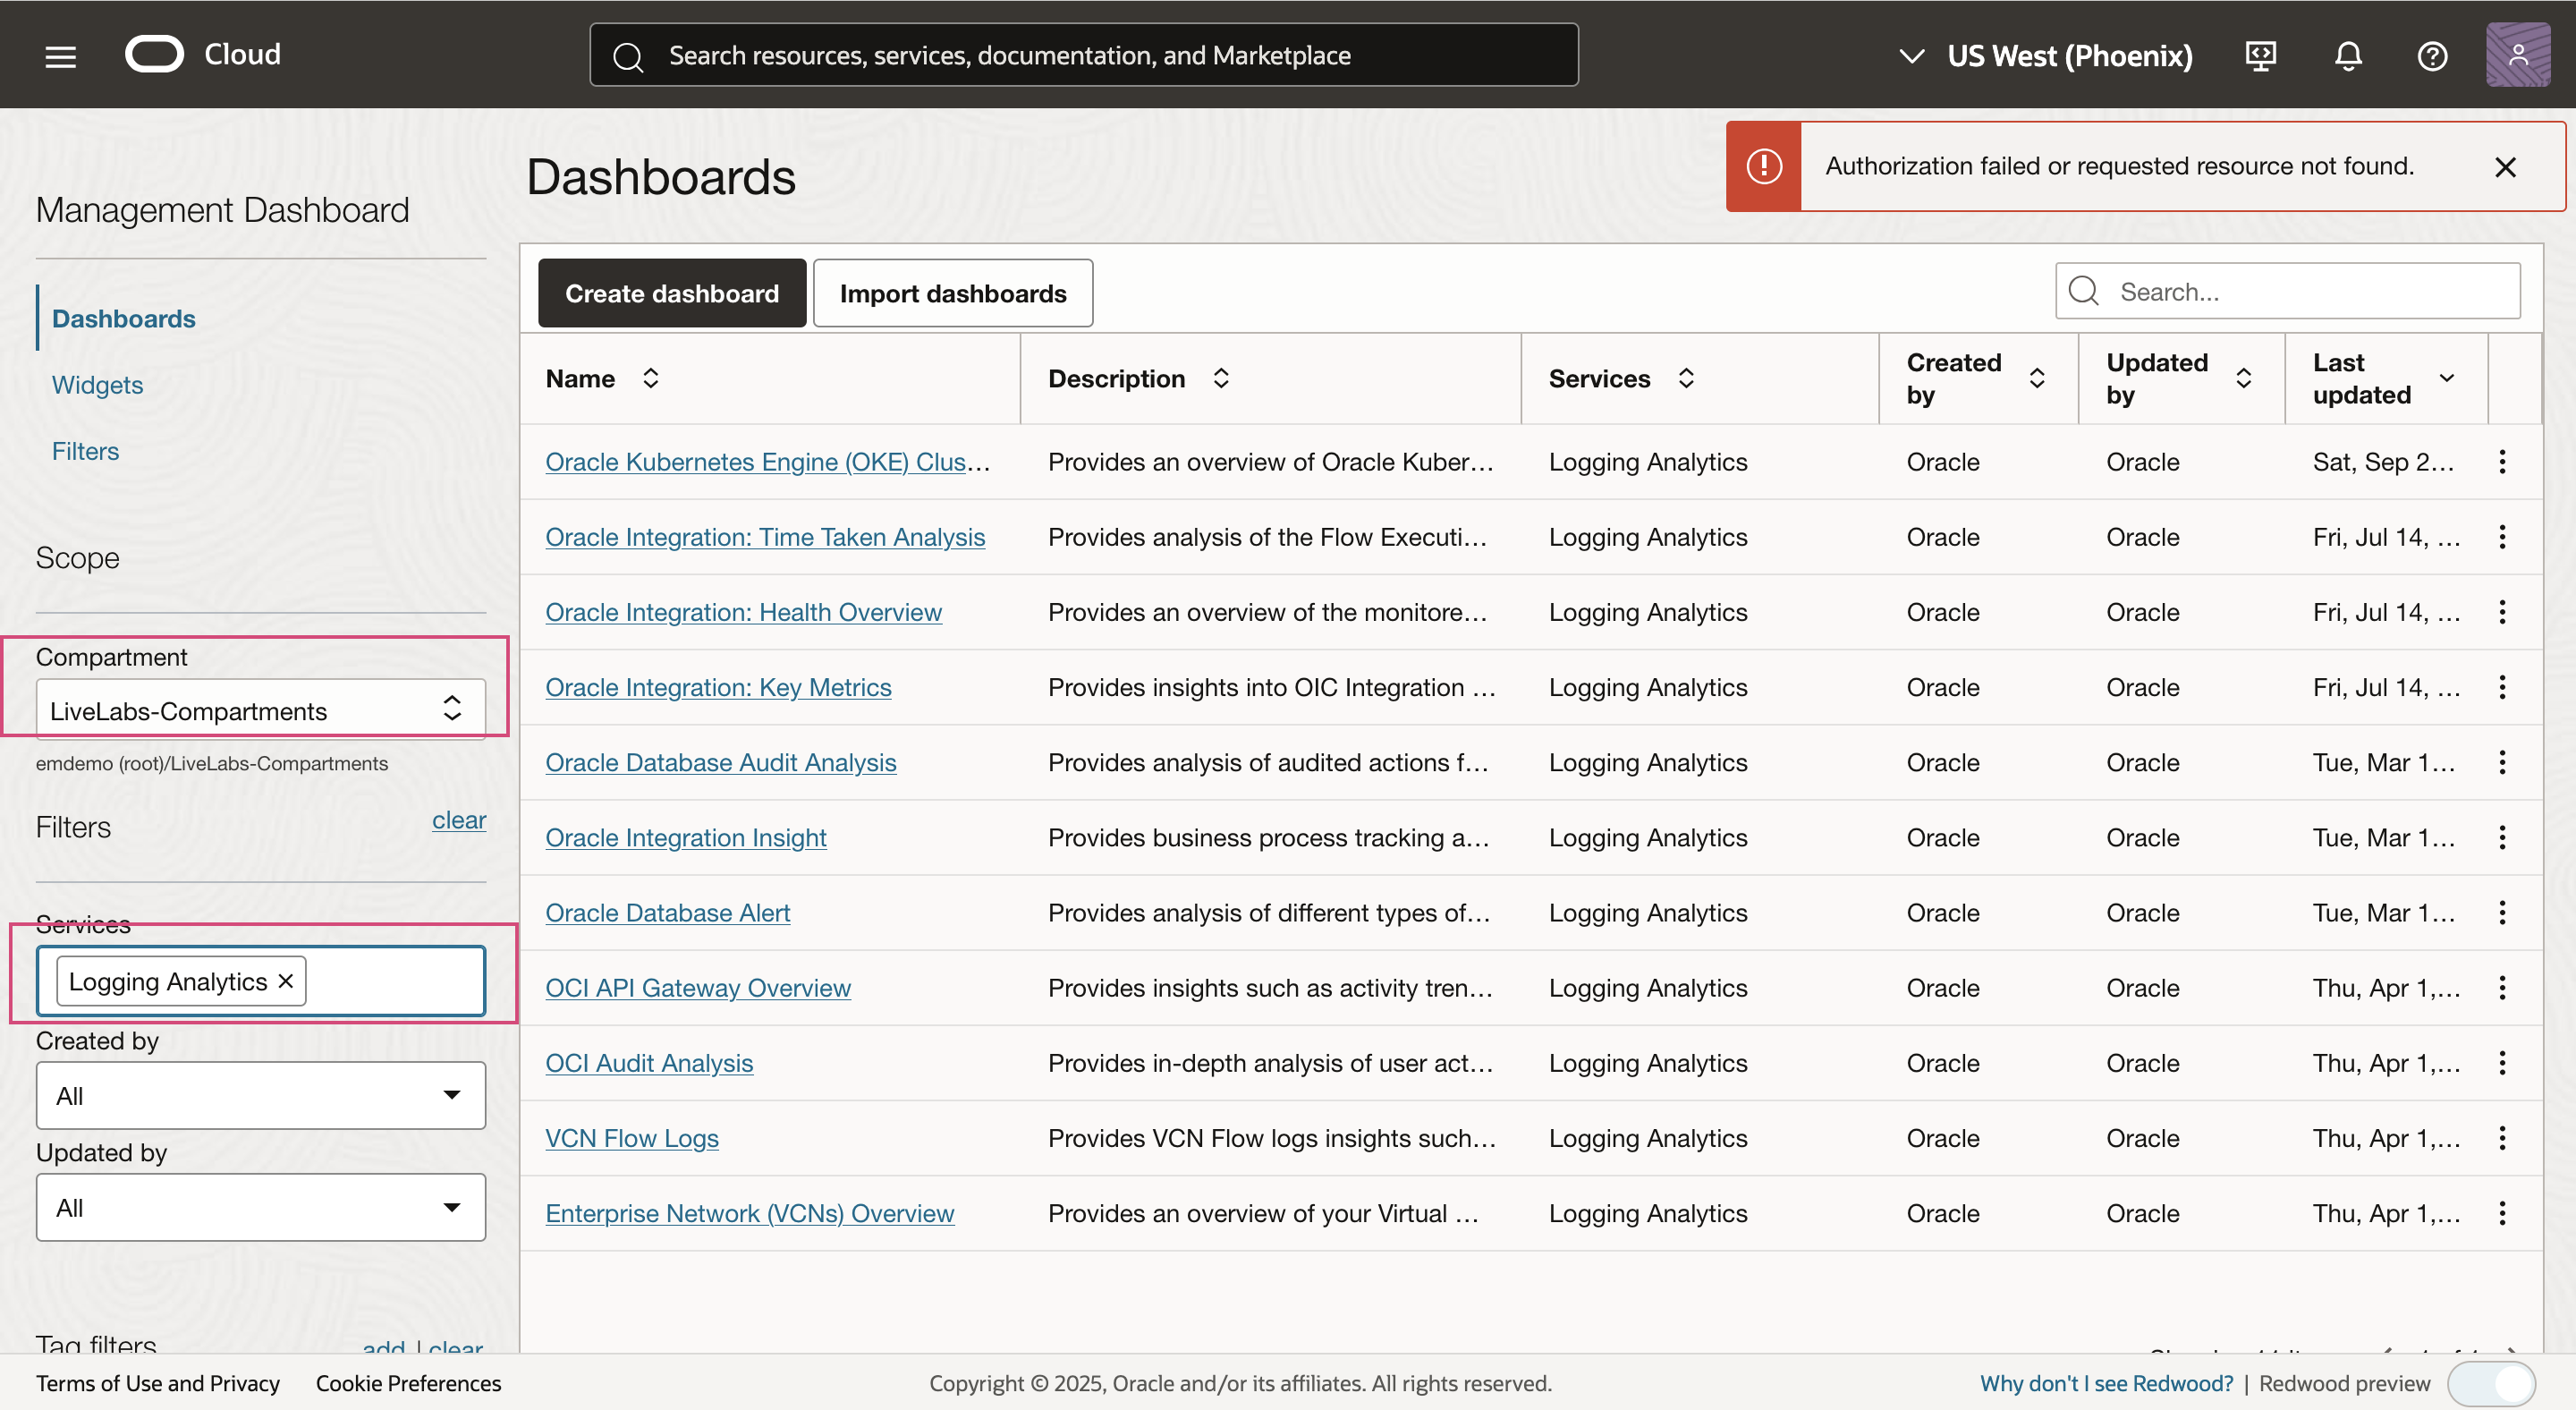 Cloud
Search resources, services, documentation, and Marketplace
US West (Phoenix)
Authorization failed or requested resource not found.
Management Dashboard
Dashboards
Widgets
Filters
Scope
Compartment
LiveLabs-Compartments
emdemo (root)/LiveLabs-Compartments
Filters clear
Services
Logging Analytics
Created by
All
Updated by
All
Tag filters add | clear
Dashboards
Create dashboard Import dashboards Search...
Name Description Services Created by Updated by Last updated
Oracle Kubernetes Engine (OKE) Clus... Provides an overview of Oracle Kuber... Logging Analytics Oracle Oracle Sat, Sep 2...
Oracle Integration: Time Taken Analysis Provides analysis of the Flow Executi... Logging Analytics Oracle Oracle Fri, Jul 14, ...
Oracle Integration: Health Overview Provides an overview of the monitore... Logging Analytics Oracle Oracle Fri, Jul 14, ...
Oracle Integration: Key Metrics Provides insights into OIC Integration ... Logging Analytics Oracle Oracle Fri, Jul 14, ...
Oracle Database Audit Analysis Provides analysis of audited actions f... Logging Analytics Oracle Oracle Tue, Mar 1...
Oracle Integration Insight Provides business process tracking a... Logging Analytics Oracle Oracle Tue, Mar 1...
Oracle Database Alert Provides analysis of different types of... Logging Analytics Oracle Oracle Tue, Mar 1...
OCI API Gateway Overview Provides insights such as activity tren... Logging Analytics Oracle Oracle Thu, Apr 1,...
OCI Audit Analysis Provides in-depth analysis of user act... Logging Analytics Oracle Oracle Thu, Apr 1,...
VCN Flow Logs Provides VCN Flow logs insights such... Logging Analytics Oracle Oracle Thu, Apr 1,...
Enterprise Network (VCNs) Overview Provides an overview of your Virtual ... Logging Analytics Oracle Oracle Thu, Apr 1,...
Terms of Use and Privacy Cookie Preferences Copyright © 2025, Oracle and/or its affiliates. All rights reserved. Why don't I see Redwood? | Redwood preview